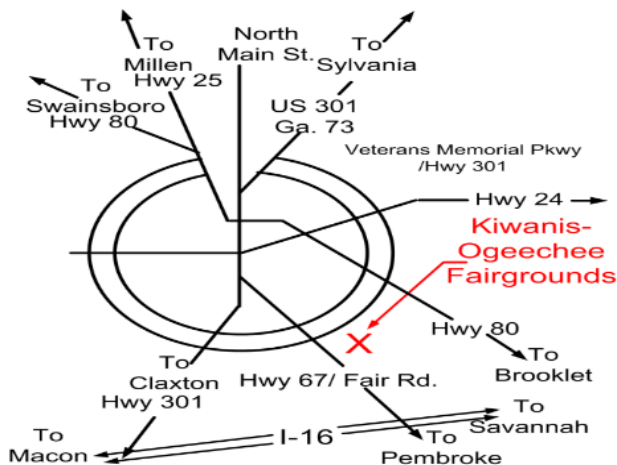 North
Main St.
To
Millen
Hwy 25
To
Sylvania
To
Swainsboro
Hwy 80
US 301
Ga. 73
Veterans Memorial Pkwy
/Hwy 301
Hwy 24
Kiwanis-
Ogeechee
Fairgrounds
X
Hwy 80
To
Brooklet
To
Claxton
Hwy 301
Hwy 67/ Fair Rd.
To
Savannah
I-16
To
Macon
To
Pembroke